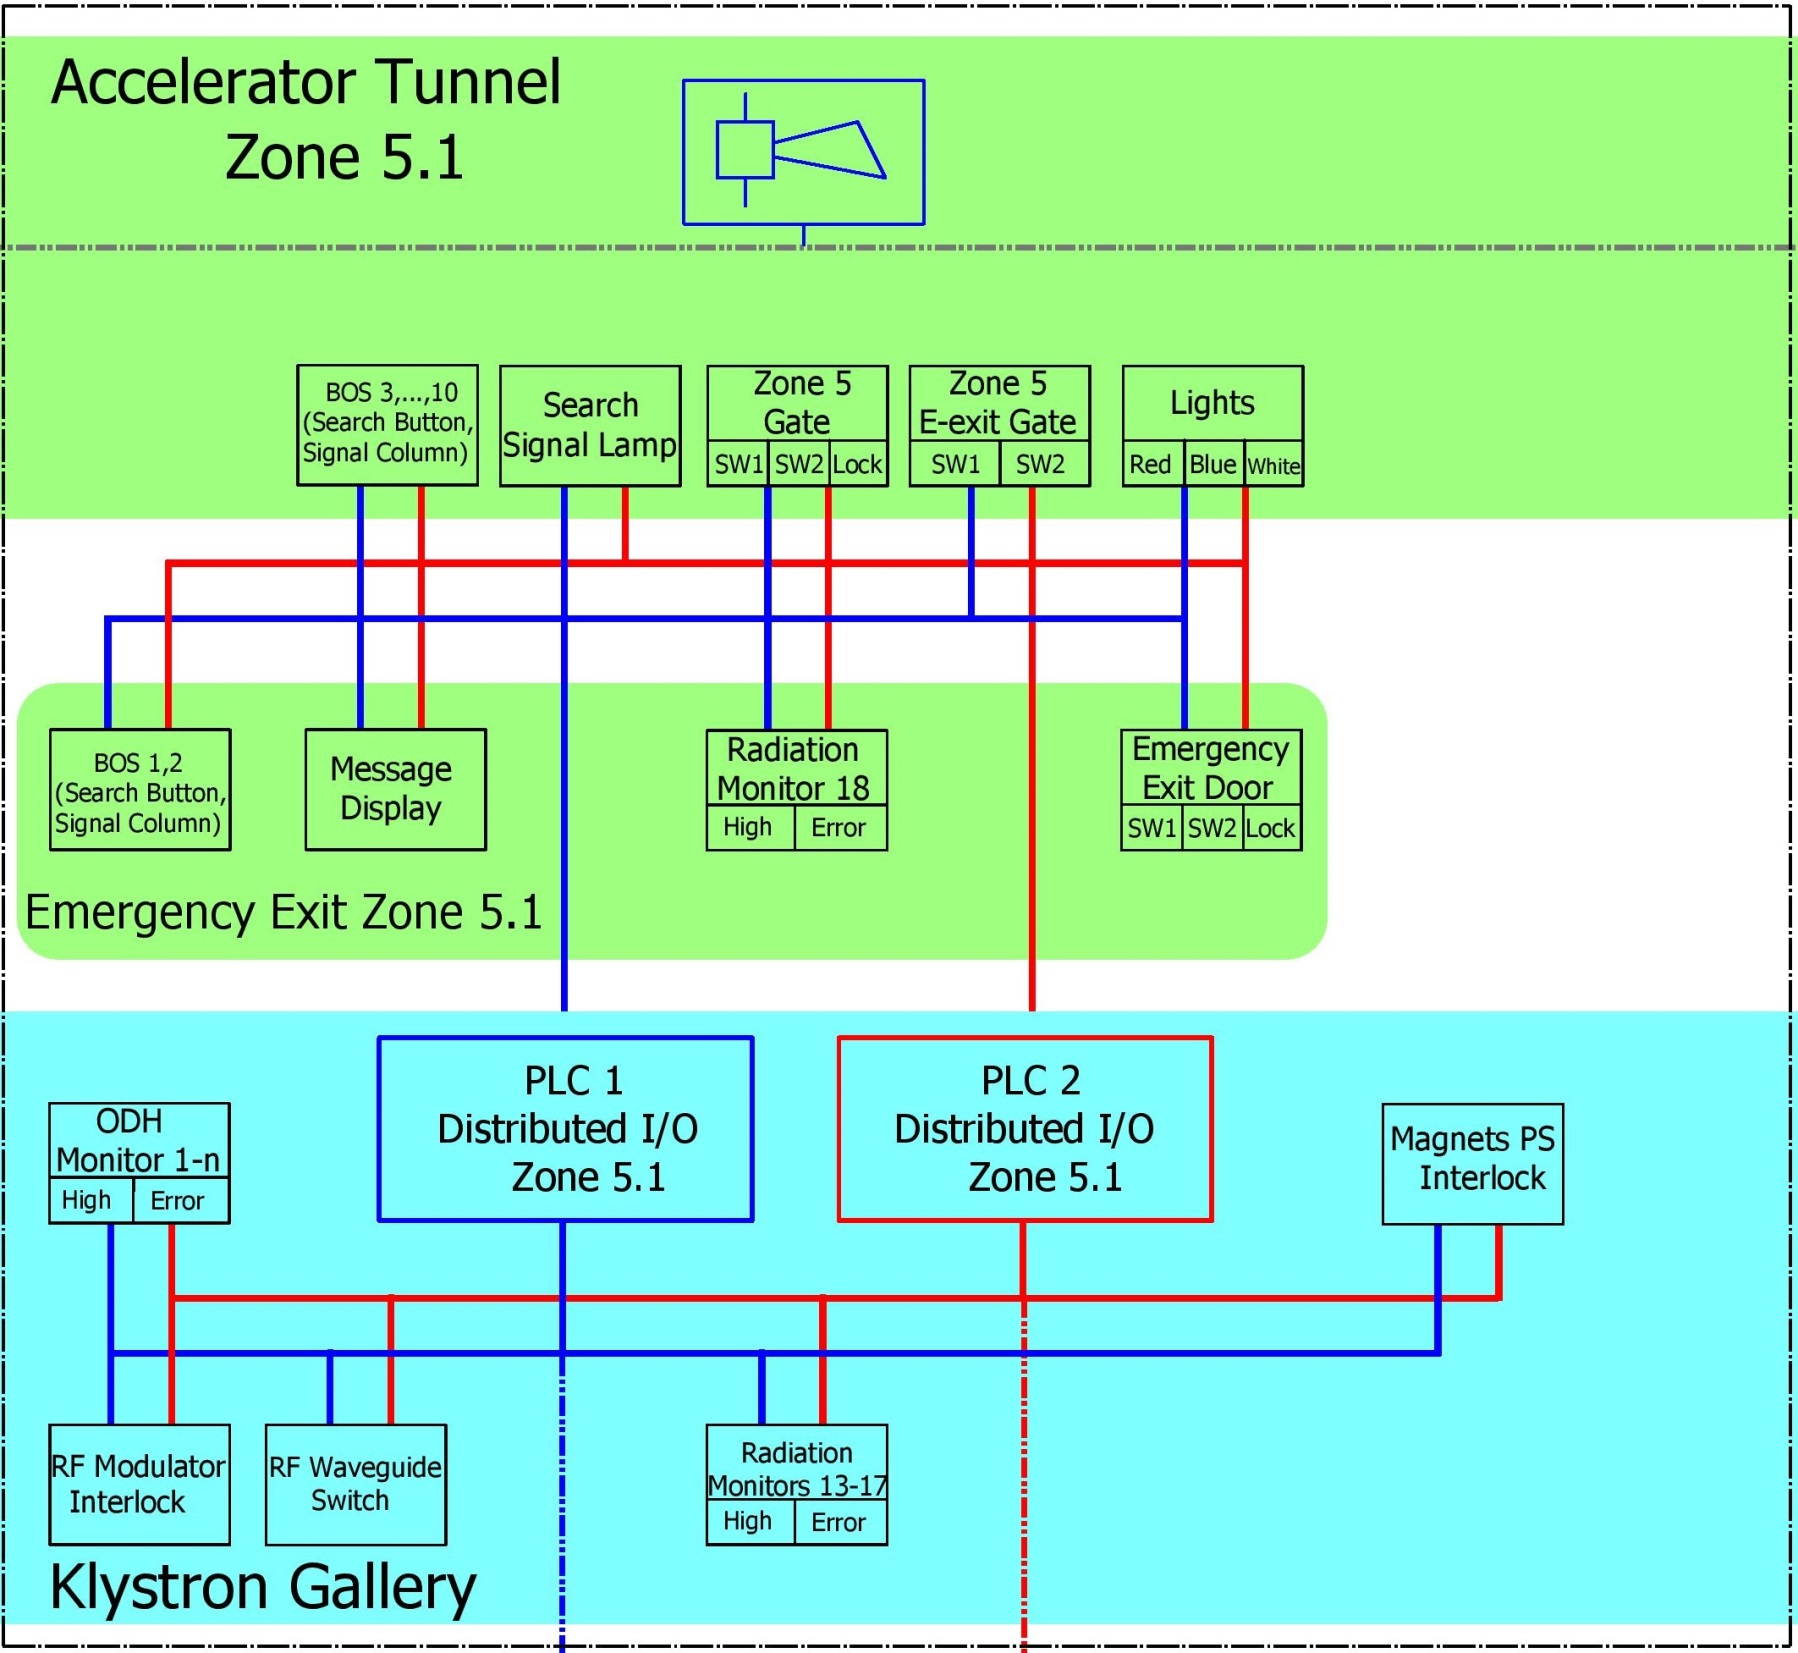 Accelerator Tunnel
Zone 5.1
BOS 3,...,10
(Search Button,
Signal Column)
Search
Signal Lamp
Zone 5
Gate
SW1 SW2 Lock
Zone 5
E-exit Gate
SW1 SW2
Lights
Red Blue White
BOS 1,2
(Search Button,
Signal Column)
Message
Display
Radiation
Monitor 18
High Error
Emergency
Exit Door
SW1 SW2 Lock
Emergency Exit Zone 5.1
PLC 1
Distributed I/O
Zone 5.1
PLC 2
Distributed I/O
Zone 5.1
ODH
Monitor 1-n
High Error
Magnets PS
Interlock
RF Modulator
Interlock
RF Waveguide
Switch
Radiation
Monitors 13-17
High Error
Klystron Gallery